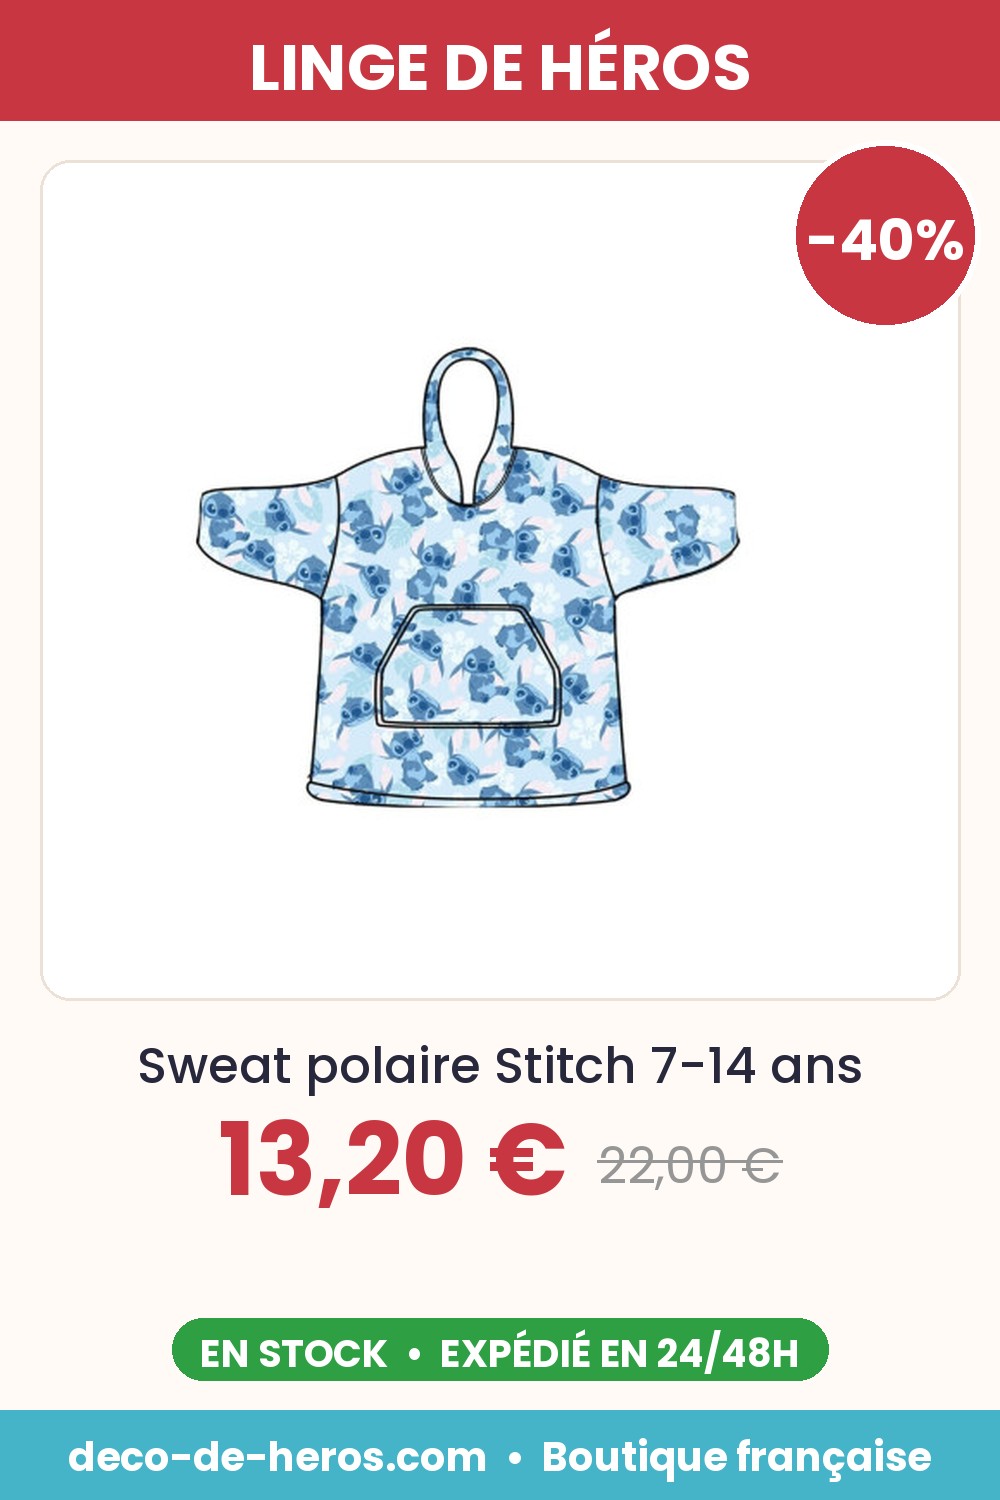 LINGE DE HÉROS
-40%
Sweat polaire Stitch 7-14 ans
13,20 € 22,00 €
EN STOCK • EXPÉDIÉ EN 24/48H
deco-de-heros.com • Boutique française